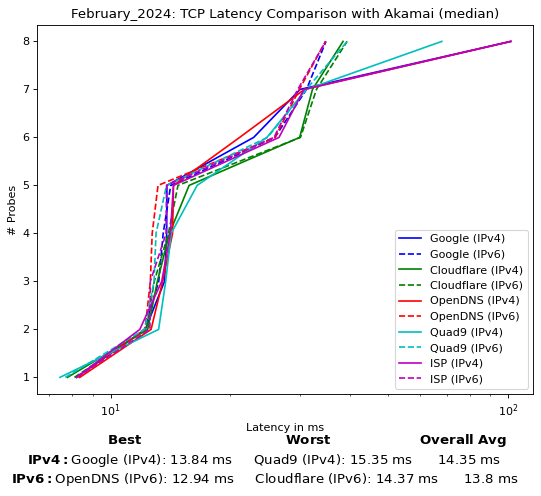 February_2024: TCP Latency Comparison with Akamai (median)
8
7
6
5
4
3
2
1
# Probes
Google (IPv4)
Google (IPv6)
Cloudflare (IPv4)
Cloudflare (IPv6)
OpenDNS (IPv4)
OpenDNS (IPv6)
Quad9 (IPv4)
Quad9 (IPv6)
ISP (IPv4)
ISP (IPv6)
10¹ 10²
Latency in ms
Best Worst Overall Avg
IPv4: Google (IPv4): 13.84 ms Quad9 (IPv4): 15.35 ms 14.35 ms
IPv6: OpenDNS (IPv6): 12.94 ms Cloudflare (IPv6): 14.37 ms 13.8 ms